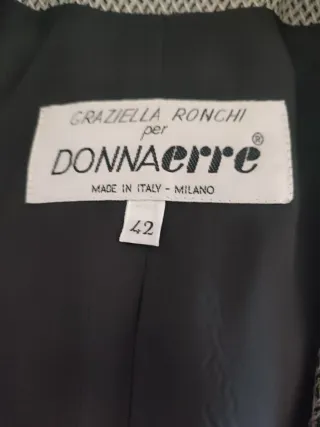 GRAZIELLA RONCHI
per
DONNAerre®
MADE IN ITALY - MILANO
42